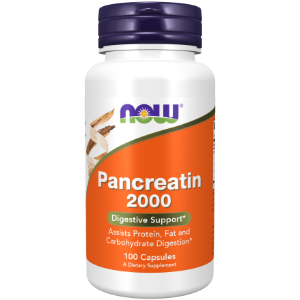 NOW®
Pancreatin
2000
Digestive Support*
Assists Protein, Fat and
Carbohydrate Digestion*
100 Capsules
A Dietary Supplement